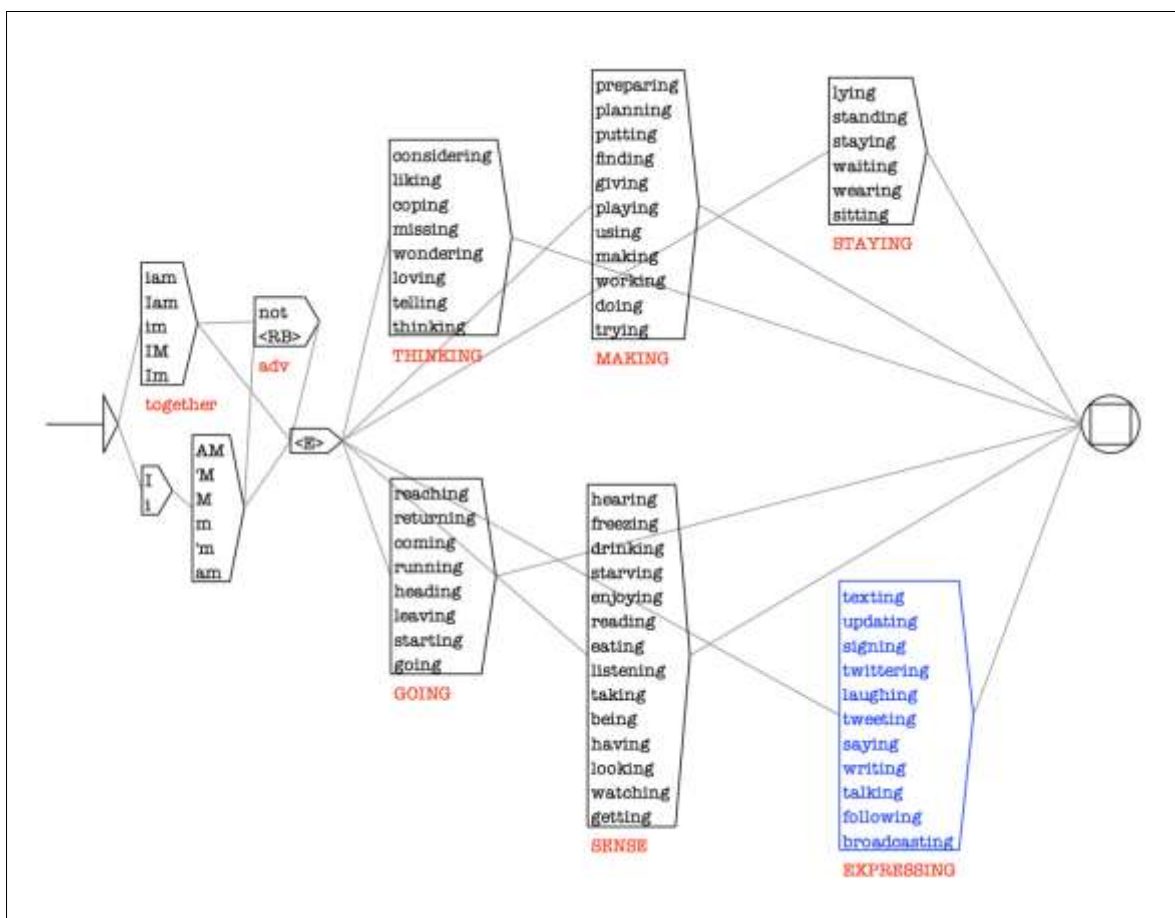 iam
Iam
im
IM
Im
together
I
i
AM
'M
M
m
'm
am
not
<RB>
adv
<E>
considering
liking
coping
missing
wondering
loving
telling
thinking
THINKING
preparing
planning
putting
finding
giving
playing
using
making
working
doing
trying
MAKING
lying
standing
staying
waiting
wearing
sitting
STAYING
reaching
returning
coming
running
heading
leaving
starting
going
GOING
hearing
freezing
drinking
starving
enjoying
reading
eating
listening
taking
being
having
looking
watching
getting
SENSE
texting
updating
signing
twittering
laughing
tweeting
saying
writing
talking
following
broadcasting
EXPRESSING